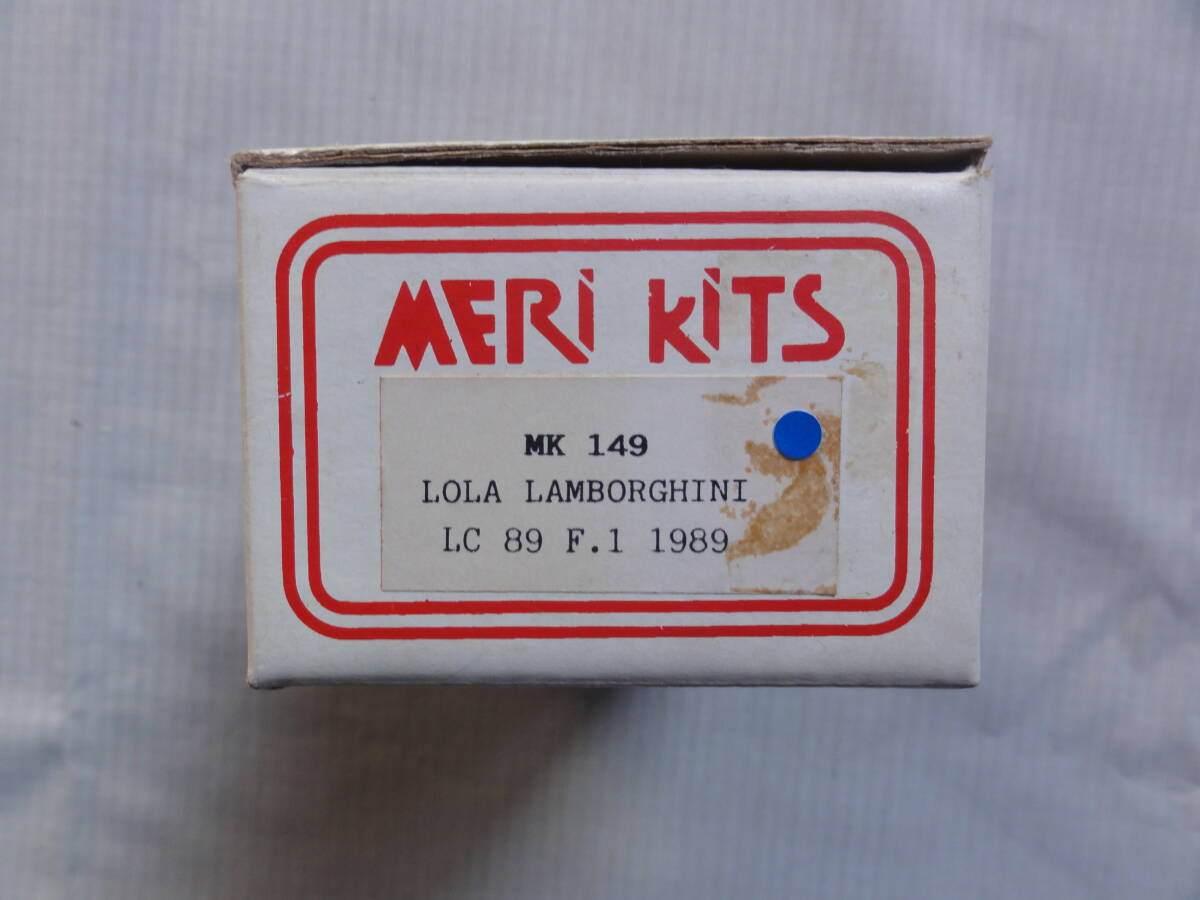 MERI KITS
MK 149
LOLA LAMBORGHINI
LC 89 F.1 1989